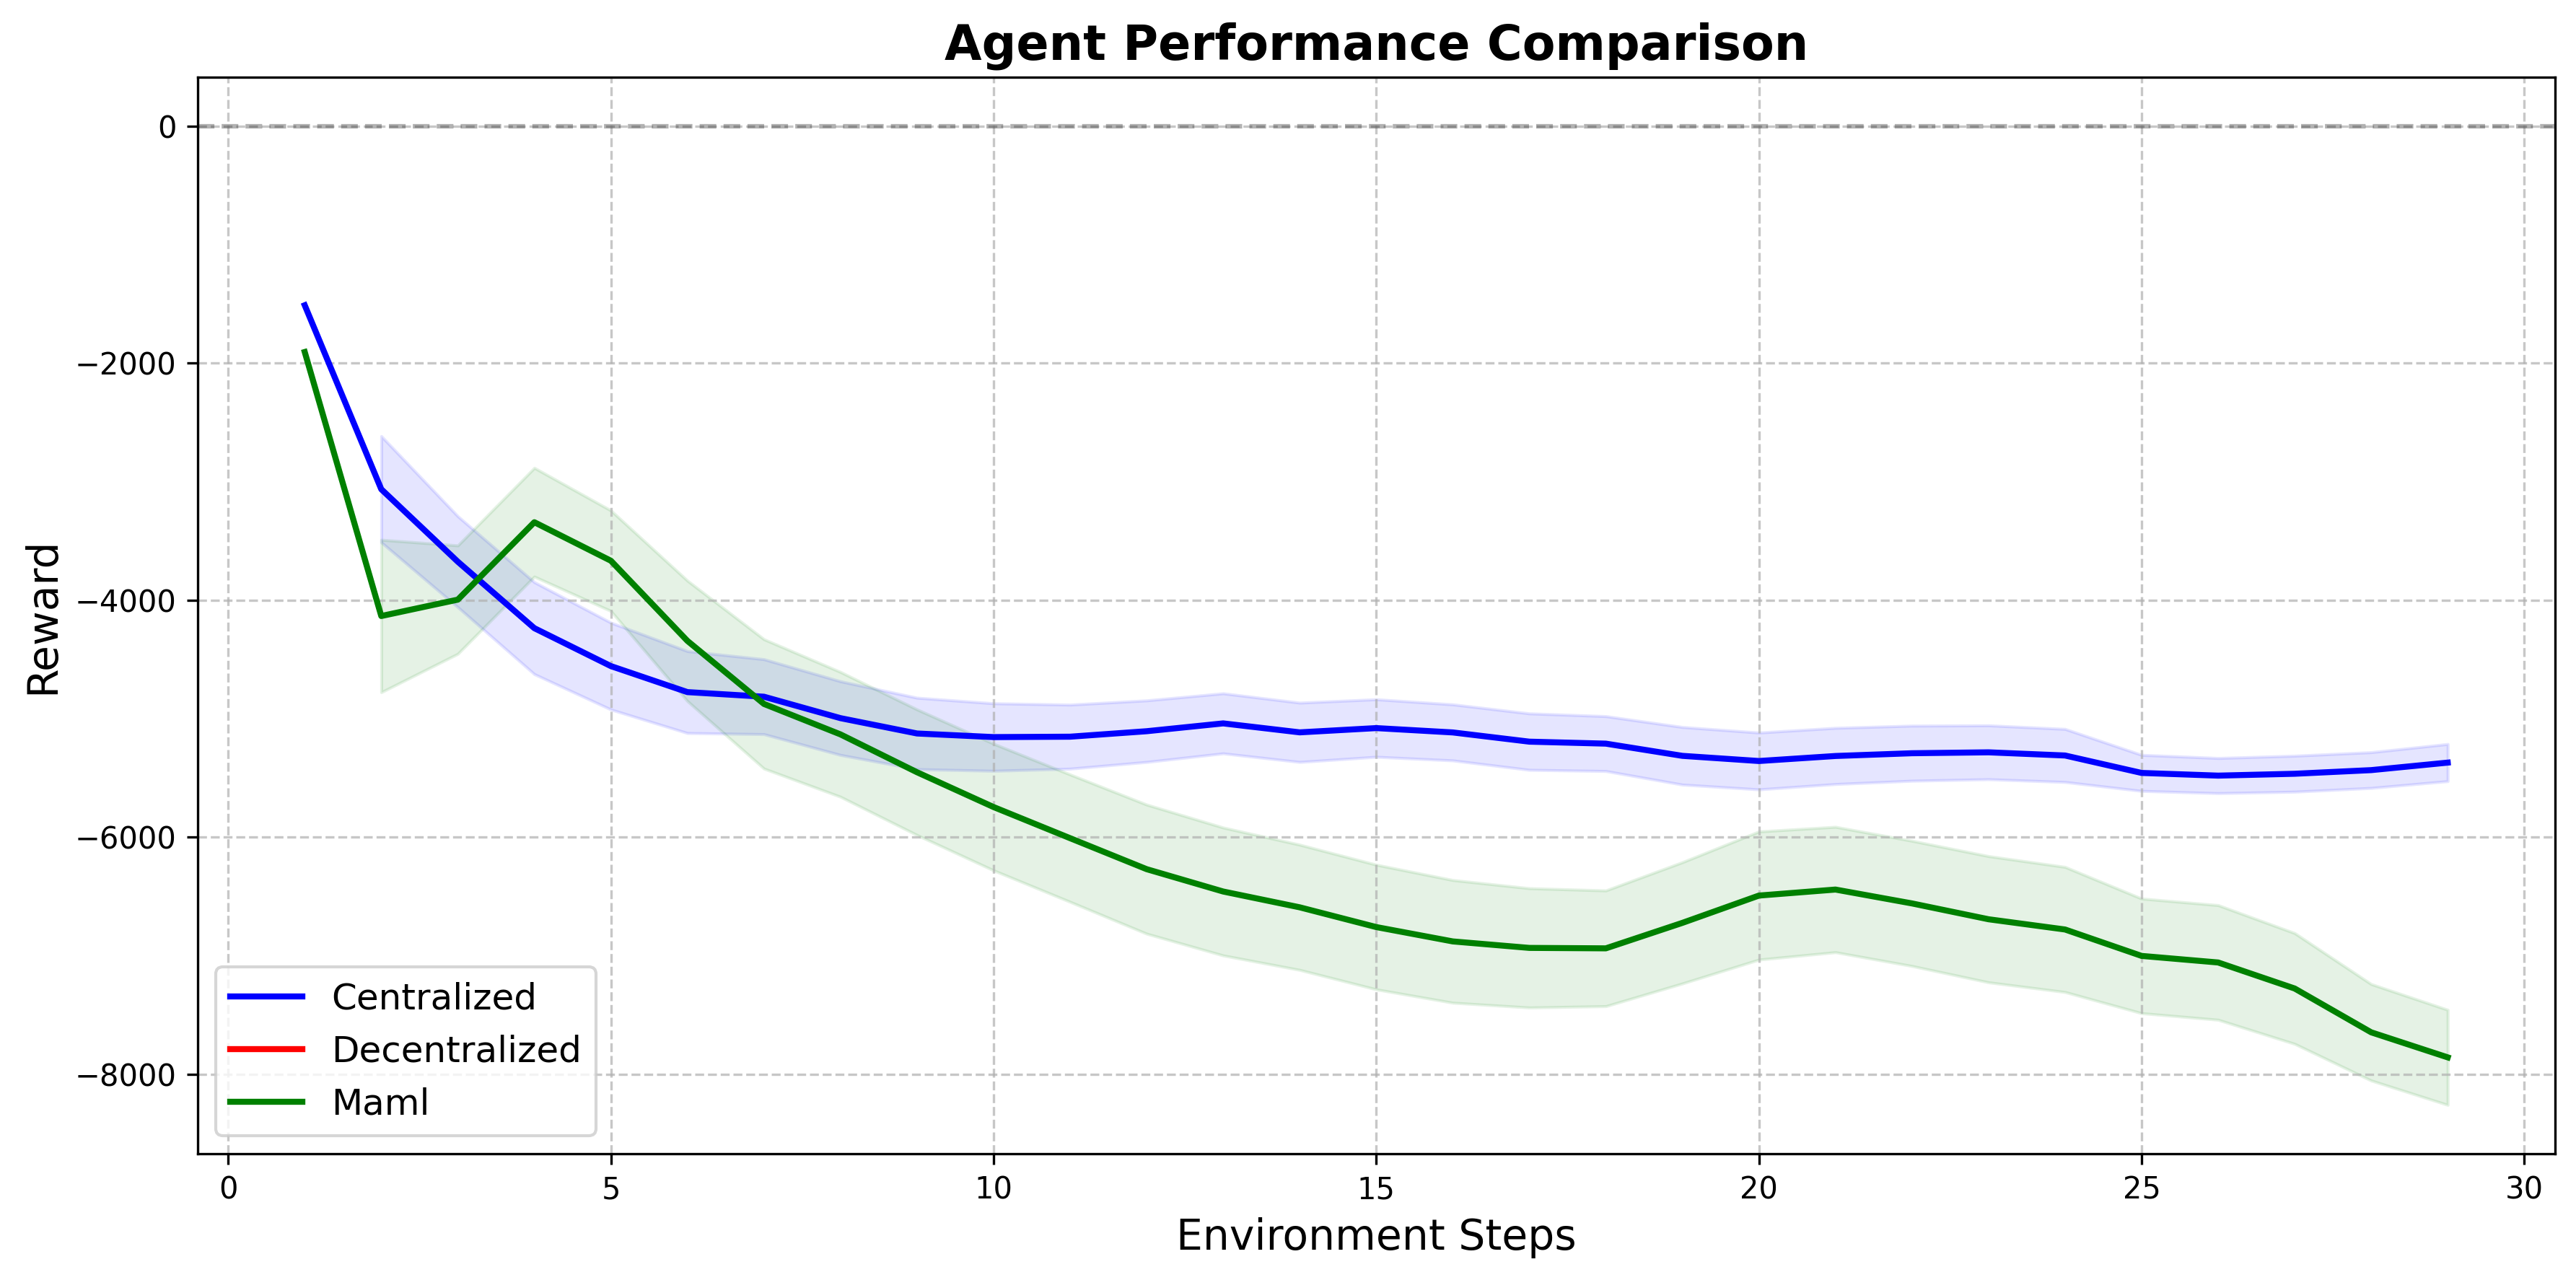 Agent Performance Comparison
Reward
0
−2000
−4000
−6000
−8000
Centralized
Decentralized
Maml
0
5
10
15
20
25
30
Environment Steps